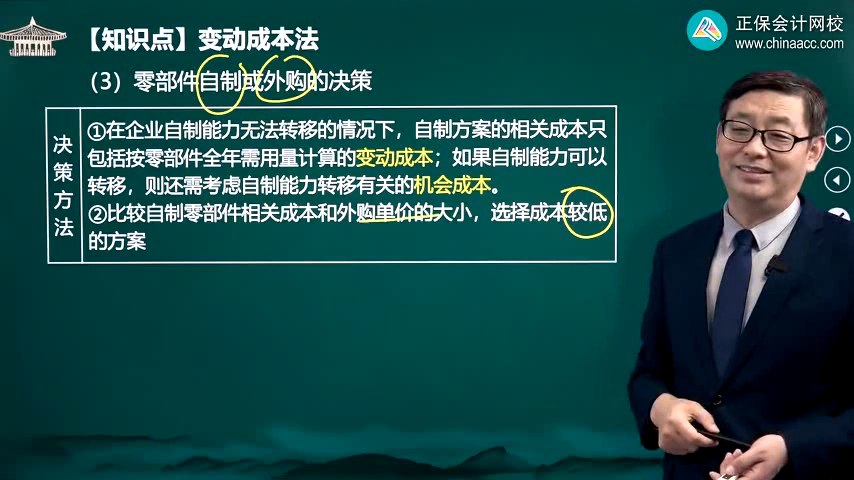 正保会计网校
www.chinaacc.com
【知识点】变动成本法
（3）零部件自制或外购的决策
决策方法
①在企业自制能力无法转移的情况下，自制方案的相关成本只
包括按零部件全年需用量计算的变动成本；如果自制能力可以
转移，则还需考虑自制能力转移有关的机会成本。
②比较自制零部件相关成本和外购单价的大小，选择成本较低
的方案